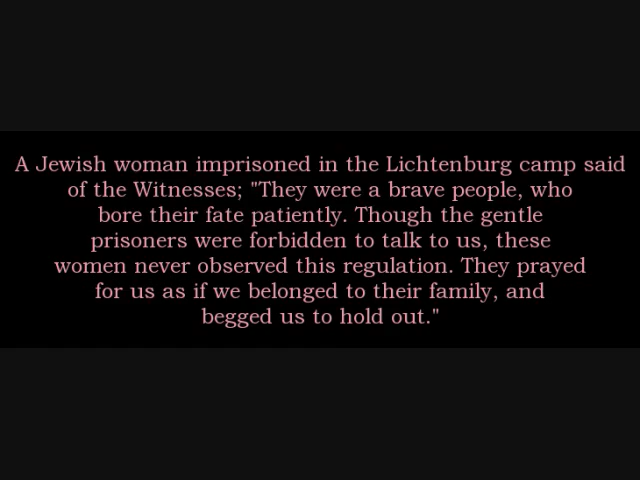 A Jewish woman imprisoned in the Lichtenburg camp said
of the Witnesses; "They were a brave people, who
bore their fate patiently. Though the gentle
prisoners were forbidden to talk to us, these
women never observed this regulation. They prayed
for us as if we belonged to their family, and
begged us to hold out."